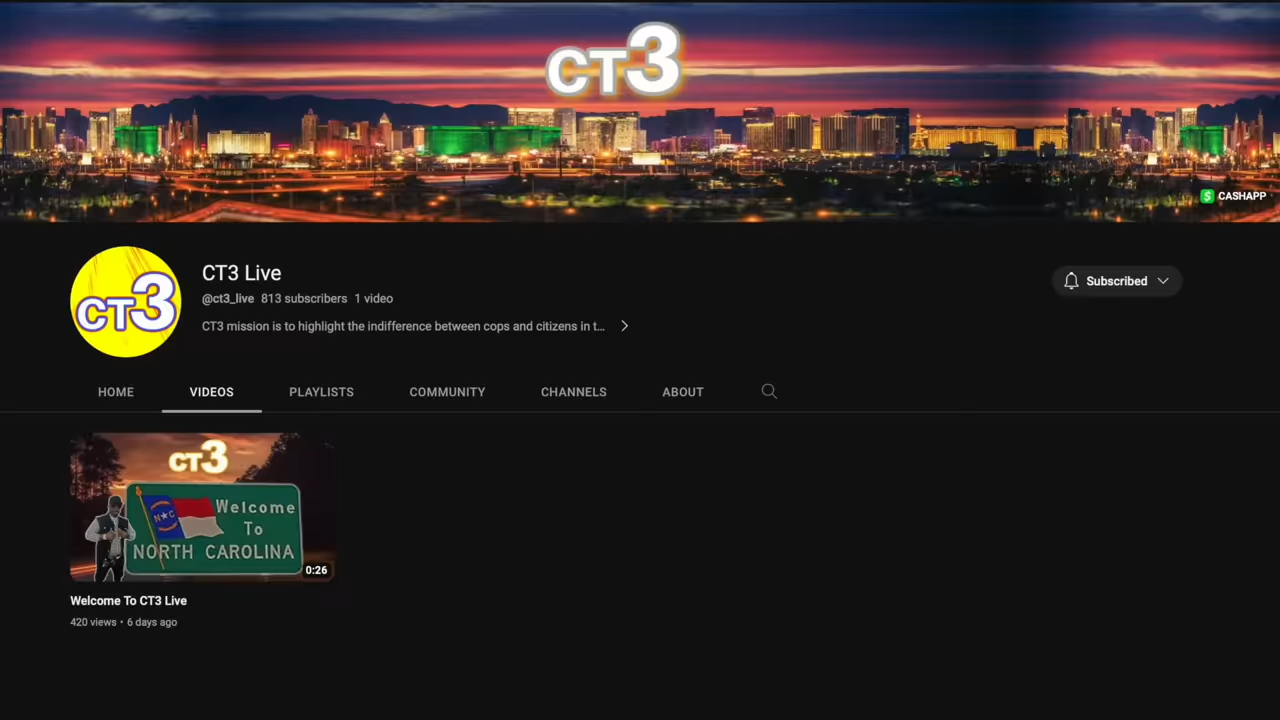 CT3
$ CASHAPP
CT3
CT3 Live
@ct3_live 813 subscribers 1 video
Subscribed
CT3 mission is to highlight the indifference between cops and citizens in t...
HOME VIDEOS PLAYLISTS COMMUNITY CHANNELS ABOUT
CT3
N★C
Welcome
To
NORTH CAROLINA
0:26
Welcome To CT3 Live
420 views • 6 days ago